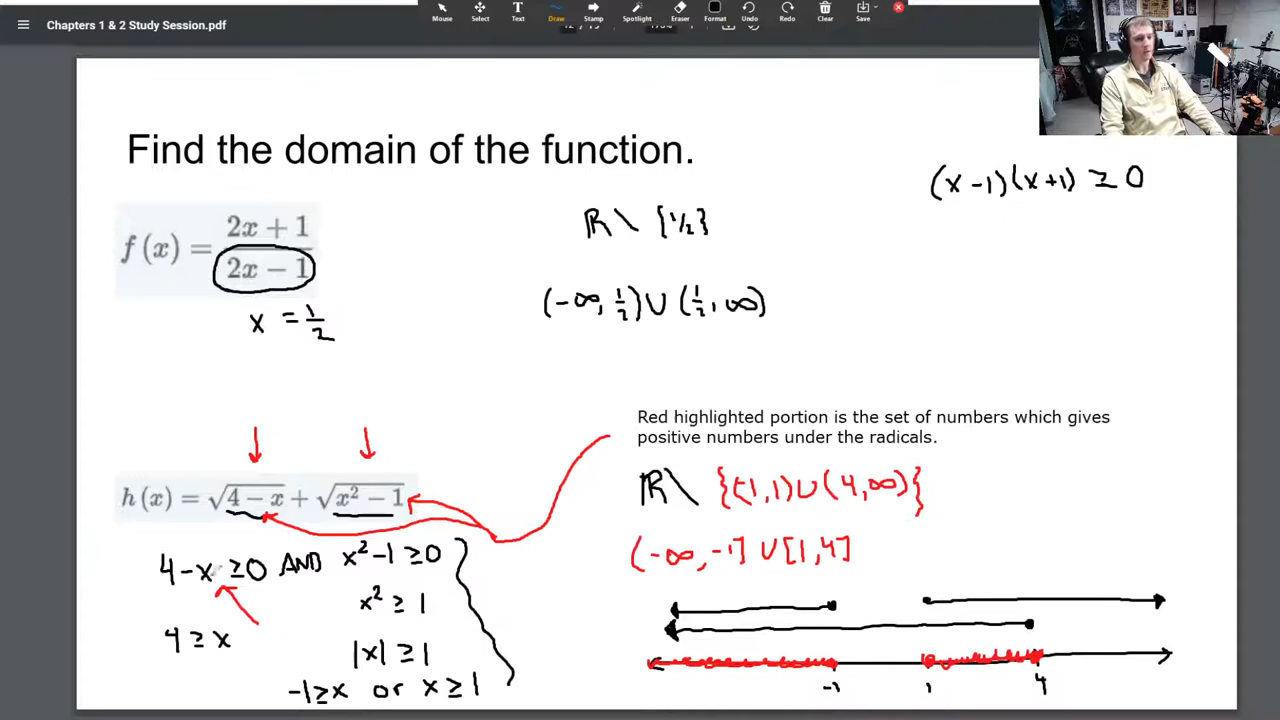 Chapters 1 & 2 Study Session.pdf
Mouse Select Text Draw Stamp Spotlight Eraser Format Undo Redo Clear Save
Find the domain of the function.
(x-1)(x+1) ≥ 0
f(x) = 2x + 1 / 2x − 1
x = 1/2
ℝ \ {1/2}
(-∞, 1/2) ∪ (1/2, ∞)
Red highlighted portion is the set of numbers which gives
positive numbers under the radicals.
h(x) = √4 − x + √x² − 1
ℝ \ {(-1,1)∪(4,∞)}
(-∞,-1] ∪ [1,4]
4-x ≥0 AND x²-1 ≥0
x² ≥ 1
4 ≥ x
|x| ≥ 1
-1≥x or x ≥ 1
-1 1 4